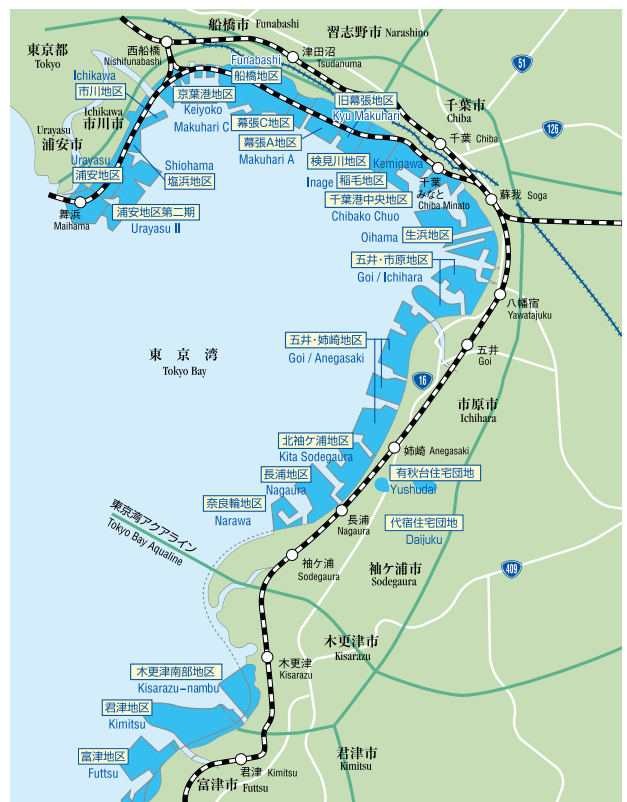 船橋市 Funabashi
習志野市 Narashino
東京都
Tokyo
西船橋
Nishifunabashi
Funabashi
船橋地区
津田沼
Tsudanuma
51
Ichikawa
市川地区
京葉港地区
Keiyoko
旧幕張地区
Kyu Makuhari
千葉市
Chiba
126
Ichikawa
市川市
Makuhari C
幕張C地区
Urayasu
浦安市
幕張A地区
Makuhari A
千葉 Chiba
Urayasu
浦安地区
Shiohama
塩浜地区
検見川地区
Kemigawa
Inage
稲毛地区
千葉
みなと
Chiba Minato
蘇我 Soga
舞浜
Maihama
浦安地区第二期
Urayasu II
千葉港中央地区
Chibako Chuo
Oihama
生浜地区
五井・市原地区
Goi / Ichihara
八幡宿
Yawatajuku
東京湾
Tokyo Bay
五井・姉崎地区
Goi / Anegasaki
五井
Goi
16
市原市
Ichihara
北袖ケ浦地区
Kita Sodegaura
姉崎 Anegasaki
長浦地区
Nagaura
有秋台住宅団地
Yushudai
奈良輪地区
Narawa
長浦
Nagaura
代宿住宅団地
Daijuku
東京湾アクアライン
Tokyo Bay Aqualine
袖ケ浦
Sodegaura
袖ケ浦市
Sodegaura
409
木更津市
Kisarazu
木更津
Kisarazu
木更津南部地区
Kisarazu-nambu
君津地区
Kimitsu
富津地区
Futtsu
君津 Kimitsu
君津市
Kimitsu
富津市 Futtsu